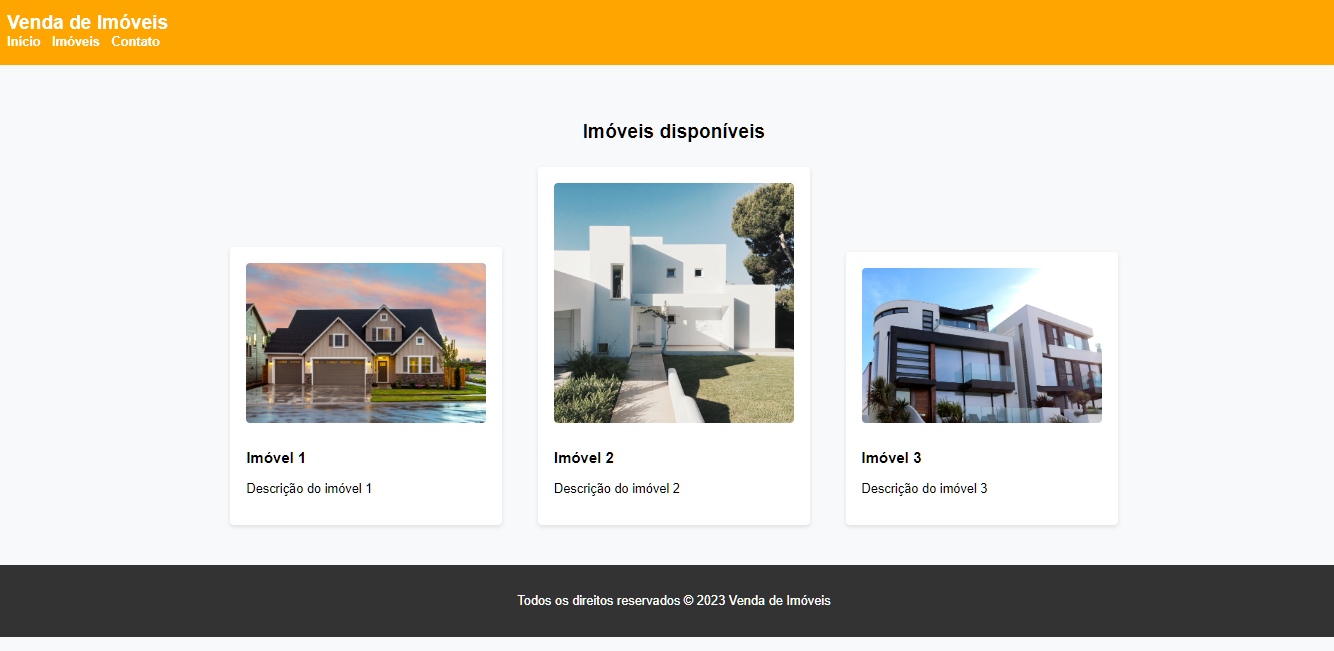 Venda de Imóveis
Início Imóveis Contato
Imóveis disponíveis
Imóvel 1
Descrição do imóvel 1
Imóvel 2
Descrição do imóvel 2
Imóvel 3
Descrição do imóvel 3
Todos os direitos reservados © 2023 Venda de Imóveis